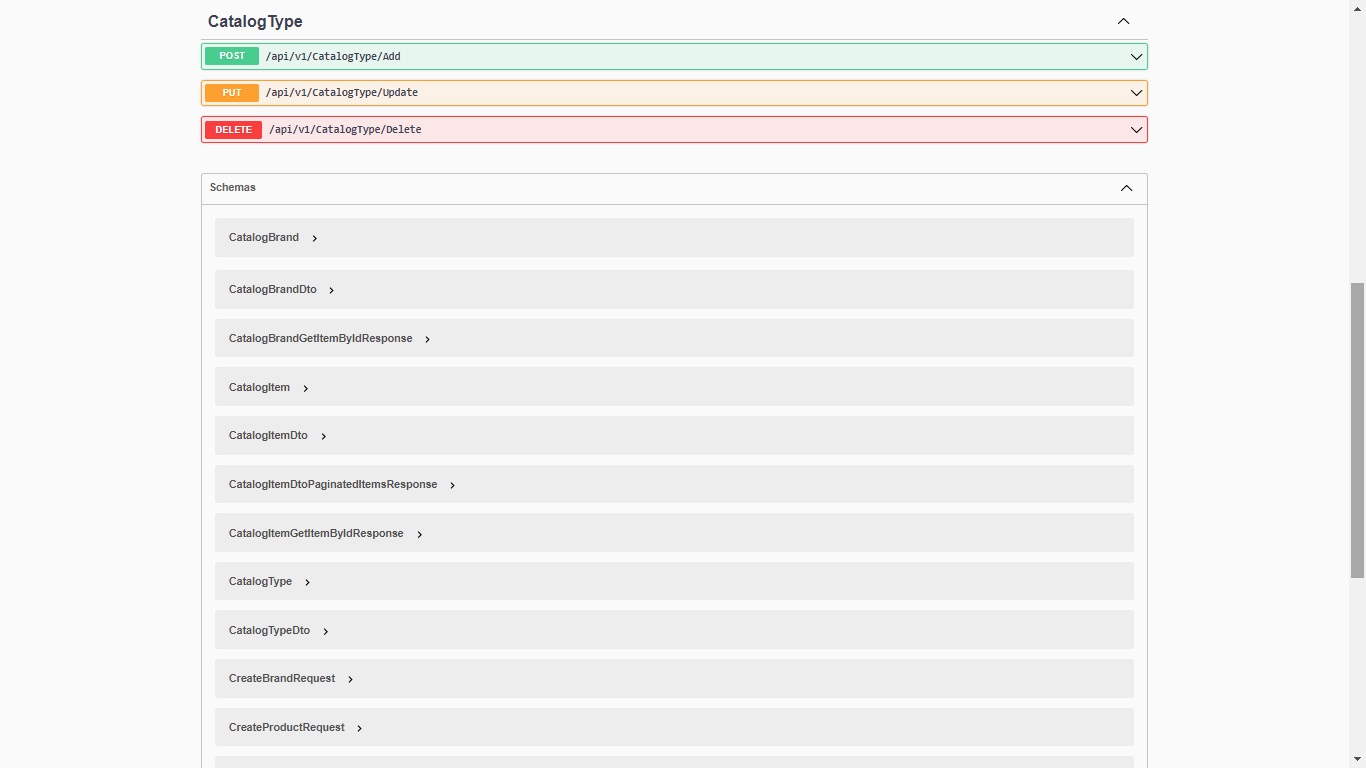 CatalogType
POST /api/v1/CatalogType/Add
PUT /api/v1/CatalogType/Update
DELETE /api/v1/CatalogType/Delete
Schemas
CatalogBrand
CatalogBrandDto
CatalogBrandGetItemByIdResponse
CatalogItem
CatalogItemDto
CatalogItemDtoPaginatedItemsResponse
CatalogItemGetItemByIdResponse
CatalogType
CatalogTypeDto
CreateBrandRequest
CreateProductRequest